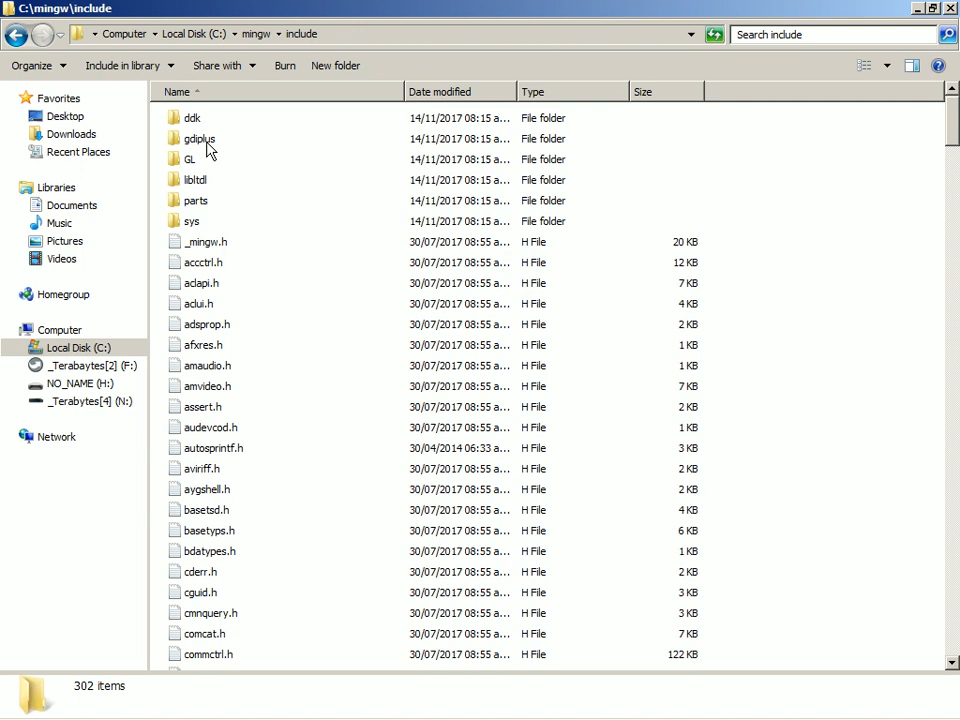 C:\mingw\include
Computer Local Disk (C:) mingw include
Search include
Organize Include in library Share with Burn New folder
Favorites
Desktop
Downloads
Recent Places
Libraries
Documents
Music
Pictures
Videos
Homegroup
Computer
Local Disk (C:)
_Terabytes[2] (F:)
NO_NAME (H:)
_Terabytes[4] (N:)
Network
Name Date modified Type Size
ddk 14/11/2017 08:15 a... File folder
gdiplus 14/11/2017 08:15 a... File folder
GL 14/11/2017 08:15 a... File folder
libltdl 14/11/2017 08:15 a... File folder
parts 14/11/2017 08:15 a... File folder
sys 14/11/2017 08:15 a... File folder
_mingw.h 30/07/2017 08:55 a... H File 20 KB
accctrl.h 30/07/2017 08:55 a... H File 12 KB
aclapi.h 30/07/2017 08:55 a... H File 7 KB
aclui.h 30/07/2017 08:55 a... H File 4 KB
adsprop.h 30/07/2017 08:55 a... H File 2 KB
afxres.h 30/07/2017 08:55 a... H File 1 KB
amaudio.h 30/07/2017 08:55 a... H File 1 KB
amvideo.h 30/07/2017 08:55 a... H File 7 KB
assert.h 30/07/2017 08:55 a... H File 2 KB
audevcod.h 30/07/2017 08:55 a... H File 1 KB
autosprintf.h 30/04/2014 06:33 a... H File 3 KB
aviriff.h 30/07/2017 08:55 a... H File 2 KB
aygshell.h 30/07/2017 08:55 a... H File 2 KB
basetsd.h 30/07/2017 08:55 a... H File 4 KB
basetyps.h 30/07/2017 08:55 a... H File 6 KB
bdatypes.h 30/07/2017 08:55 a... H File 1 KB
cderr.h 30/07/2017 08:55 a... H File 2 KB
cguid.h 30/07/2017 08:55 a... H File 3 KB
cmnquery.h 30/07/2017 08:55 a... H File 3 KB
comcat.h 30/07/2017 08:55 a... H File 7 KB
commctrl.h 30/07/2017 08:55 a... H File 122 KB
302 items